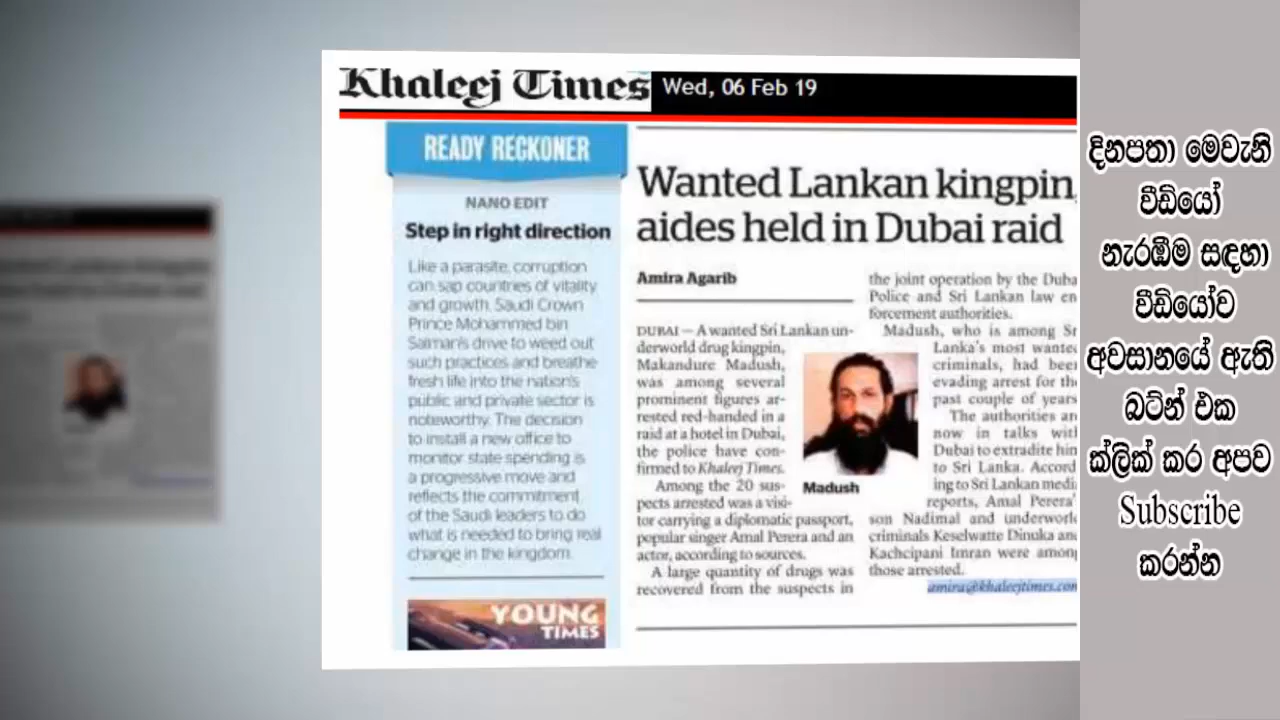 Khaleej Times
Wed, 06 Feb 19
READY RECKONER
NANO EDIT
Step in right direction
Like a parasite, corruption
can sap countries of vitality
and growth. Saudi Crown
Prince Mohammed bin
Salman's drive to weed out
such practices and breathe
fresh life into the nation's
public and private sector is
noteworthy. The decision
to install a new office to
monitor state spending is
a progressive move and
reflects the commitment
of the Saudi leaders to do
what is needed to bring real
change in the kingdom.
YOUNG
TIMES
Wanted Lankan kingpin,
aides held in Dubai raid
Amira Agarib
DUBAI — A wanted Sri Lankan un-
derworld drug kingpin,
Makandure Madush,
was among several
prominent figures ar-
rested red-handed in a
raid at a hotel in Dubai,
the police have con-
firmed to Khaleej Times.
Among the 20 sus-
pects arrested was a visi-
tor carrying a diplomatic passport,
popular singer Amal Perera and an
actor, according to sources.
A large quantity of drugs was
recovered from the suspects in
the joint operation by the Duba
Police and Sri Lankan law en
forcement authorities.
Madush, who is among Sr
Lanka's most wanted
criminals, had been
evading arrest for the
past couple of years
The authorities are
now in talks with
Dubai to extradite him
to Sri Lanka. Accord
ing to Sri Lankan media
reports, Amal Perera'
son Nadimal and underworld
criminals Keselwatte Dinuka and
Kachcipani Imran were among
those arrested.
amira@khaleejtimes.com
Madush
දිනපතා මෙවැනි
වීඩියෝ
නැරඹීම සඳහා
වීඩියෝව
අවසානයේ ඇති
බටන් එක
ක්ලික් කර අපව
Subscribe
කරන්න